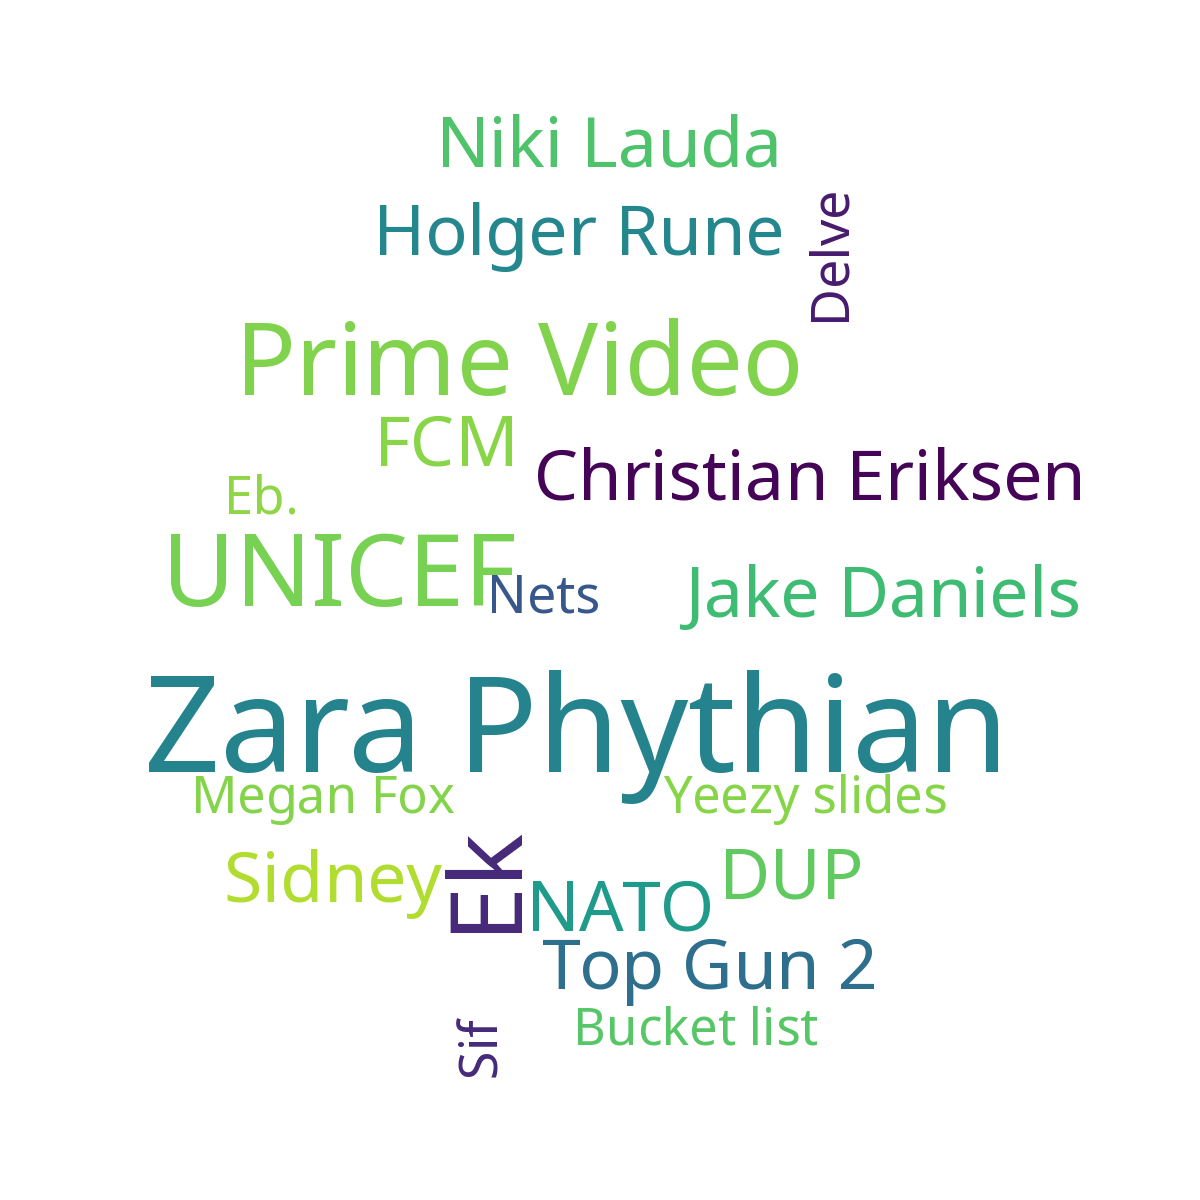 Niki Lauda
Holger Rune
Delve
Prime Video
FCM
Christian Eriksen
Eb.
UNICEF
Nets
Jake Daniels
Zara Phythian
Megan Fox
Yeezy slides
Sidney
Ek
NATO
DUP
Top Gun 2
Sif
Bucket list